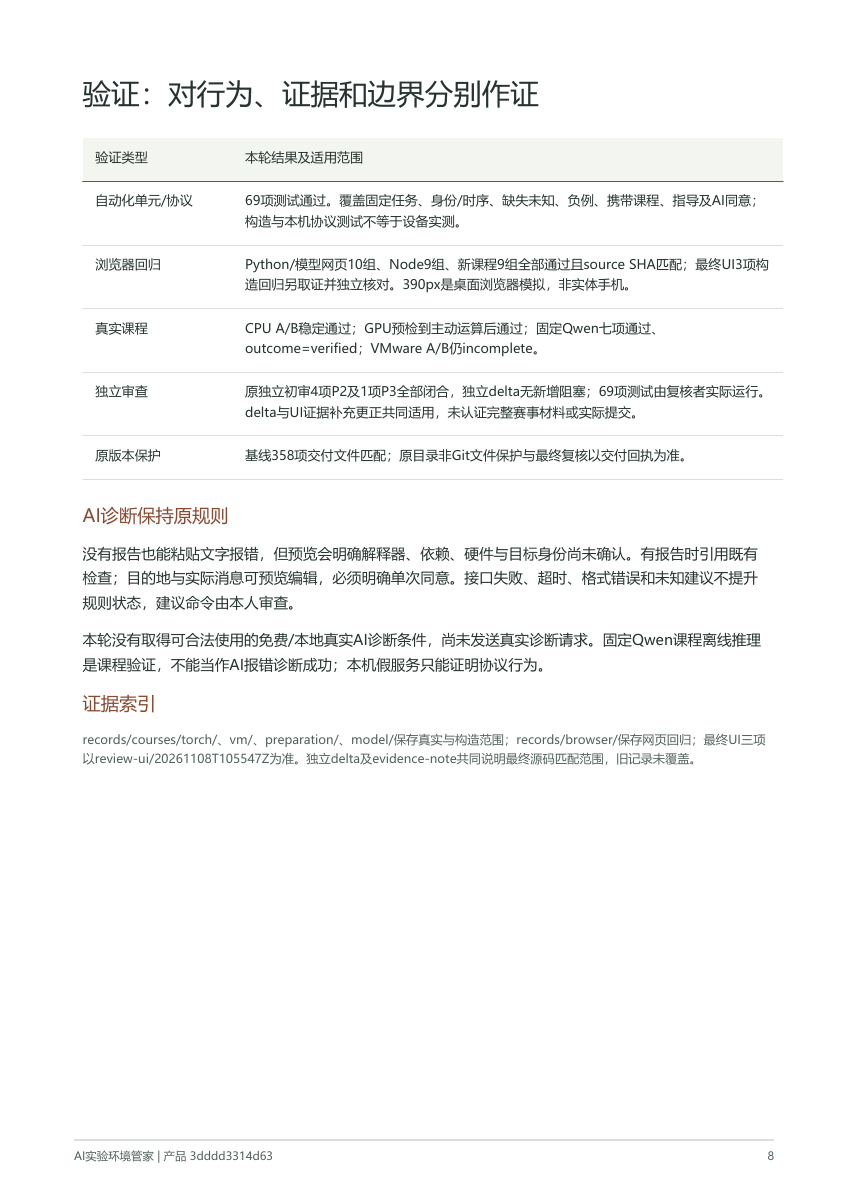 验证：对行为、证据和边界分别作证
验证类型
本轮结果及适用范围
自动化单元/协议
69项测试通过。覆盖固定任务、身份/时序、缺失未知、负例、携带课程、指导及AI同意；
构造与本机协议测试不等于设备实测。
浏览器回归
Python/模型网页10组、Node9组、新课程9组全部通过且source SHA匹配；最终UI3项构
造回归另取证并独立核对。390px是桌面浏览器模拟，非实体手机。
真实课程
CPU A/B稳定通过；GPU预检到主动运算后通过；固定Qwen七项通过、
outcome=verified；VMware A/B仍incomplete。
独立审查
原独立初审4项P2及1项P3全部闭合，独立delta无新增阻塞；69项测试由复核者实际运行。
delta与UI证据补充更正共同适用，未认证完整赛事材料或实际提交。
原版本保护
基线358项交付文件匹配；原目录非Git文件保护与最终复核以交付回执为准。
AI诊断保持原规则
没有报告也能粘贴文字报错，但预览会明确解释器、依赖、硬件与目标身份尚未确认。有报告时引用既有
检查；目的地与实际消息可预览编辑，必须明确单次同意。接口失败、超时、格式错误和未知建议不提升
规则状态，建议命令由本人审查。
本轮没有取得可合法使用的免费/本地真实AI诊断条件，尚未发送真实诊断请求。固定Qwen课程离线推理
是课程验证，不能当作AI报错诊断成功；本机假服务只能证明协议行为。
证据索引
records/courses/torch/、vm/、preparation/、model/保存真实与构造范围；records/browser/保存网页回归；最终UI三项
以review-ui/20261108T105547Z为准。独立delta及evidence-note共同说明最终源码匹配范围，旧记录未覆盖。
AI实验环境管家 | 产品 3dddd3314d63
8